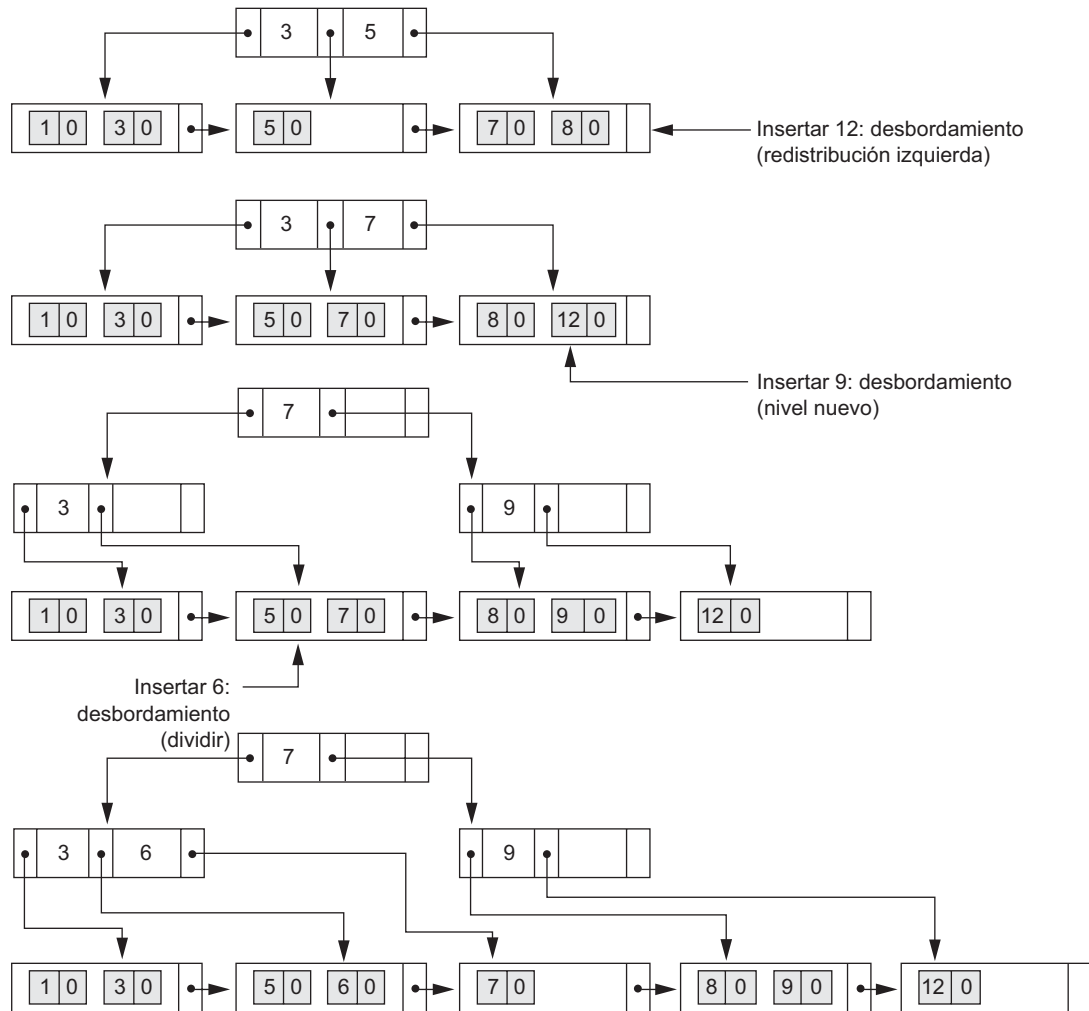 3 5
1 0 3 0 5 0 7 0 8 0
Insertar 12: desbordamiento
(redistribución izquierda)
3 7
1 0 3 0 5 0 7 0 8 0 12 0
Insertar 9: desbordamiento
(nivel nuevo)
7
3 9
1 0 3 0 5 0 7 0 8 0 9 0 12 0
Insertar 6:
desbordamiento
(dividir)
7
3 6 9
1 0 3 0 5 0 6 0 7 0 8 0 9 0 12 0